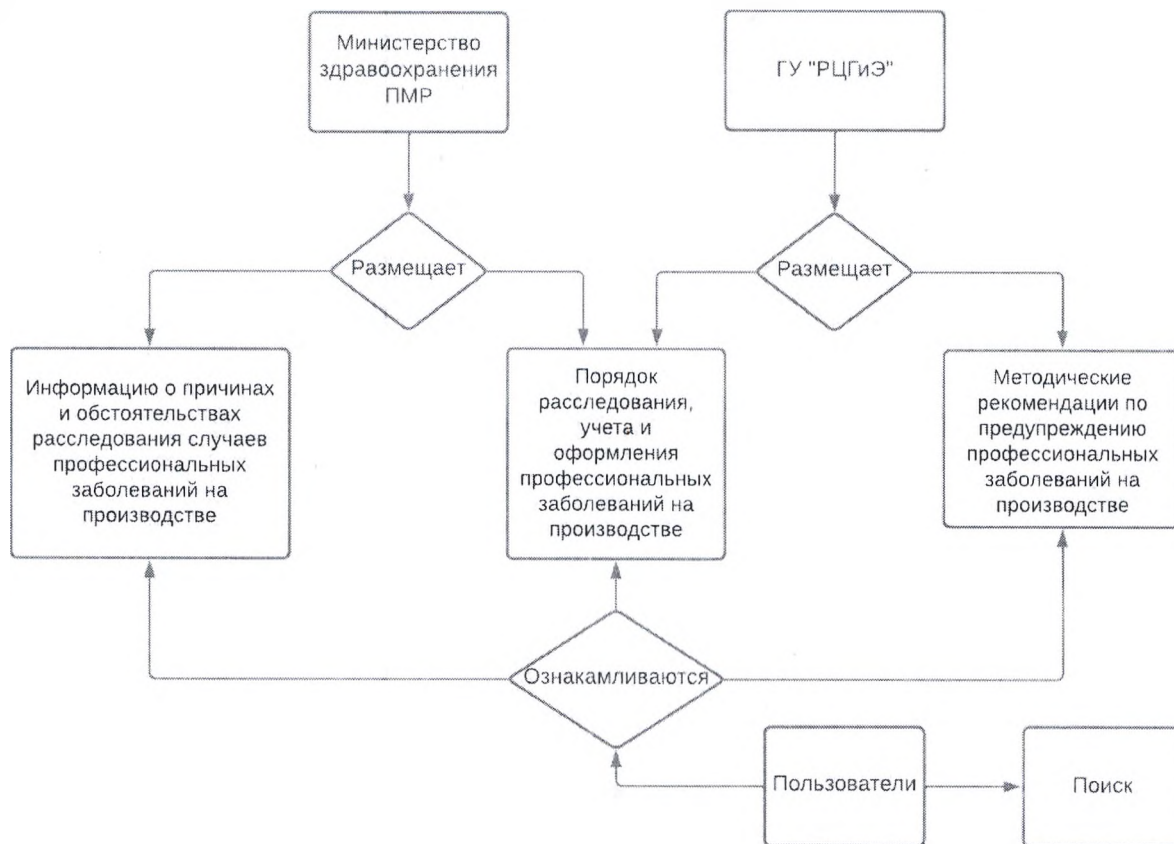 Министерство
здравоохранения
ПМР
ГУ "РЦГиЭ"
Размещает
Размещает
Информацию о причинах
и обстоятельствах
расследования случаев
профессиональных
заболеваний на
производстве
Порядок
расследования,
учета и
оформления
профессиональных
заболеваний на
производстве
Методические
рекомендации по
предупреждению
профессиональных
заболеваний на
производстве
Ознакамливаются
Пользователи
Поиск